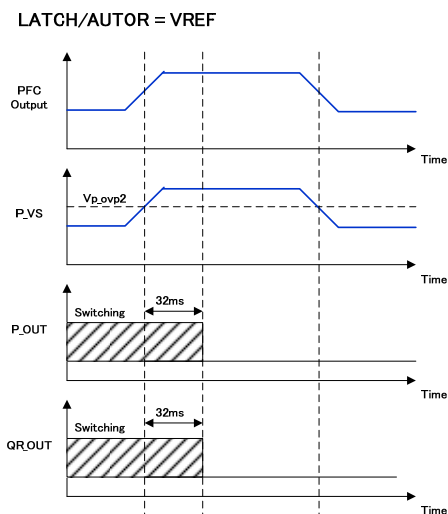 LATCH/AUTOR = VREF
PFC
Output
Time
P_VS
Vp_ovp2
Time
P_OUT
Switching
32ms
Time
QR_OUT
Switching
32ms
Time